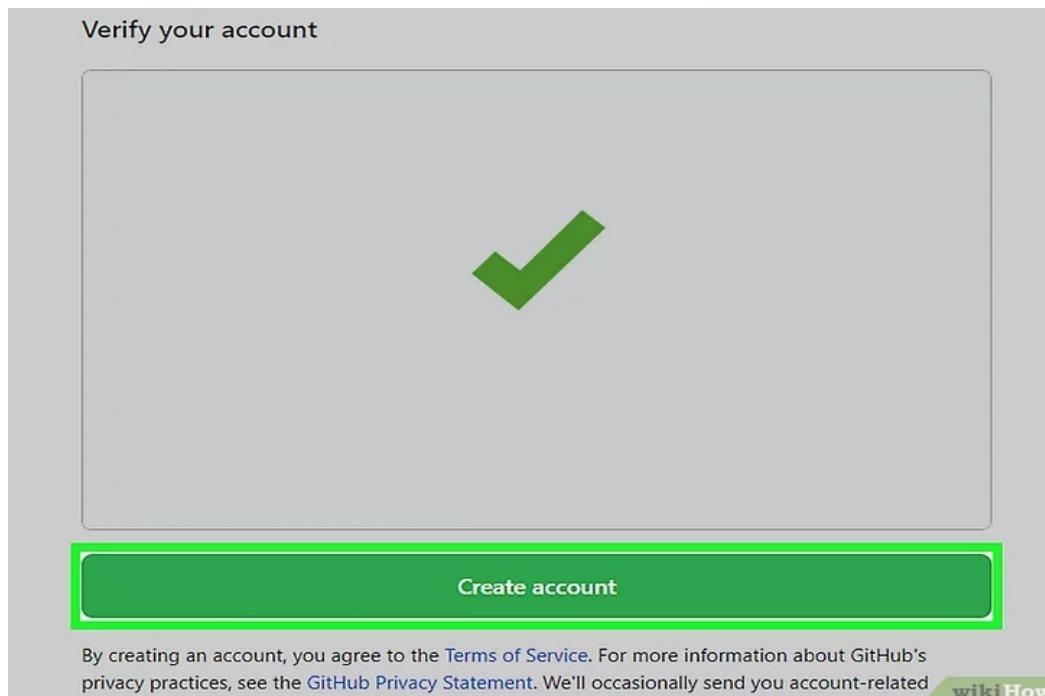 Verify your account
Create account
By creating an account, you agree to the Terms of Service. For more information about GitHub's
privacy practices, see the GitHub Privacy Statement. We'll occasionally send you account-related